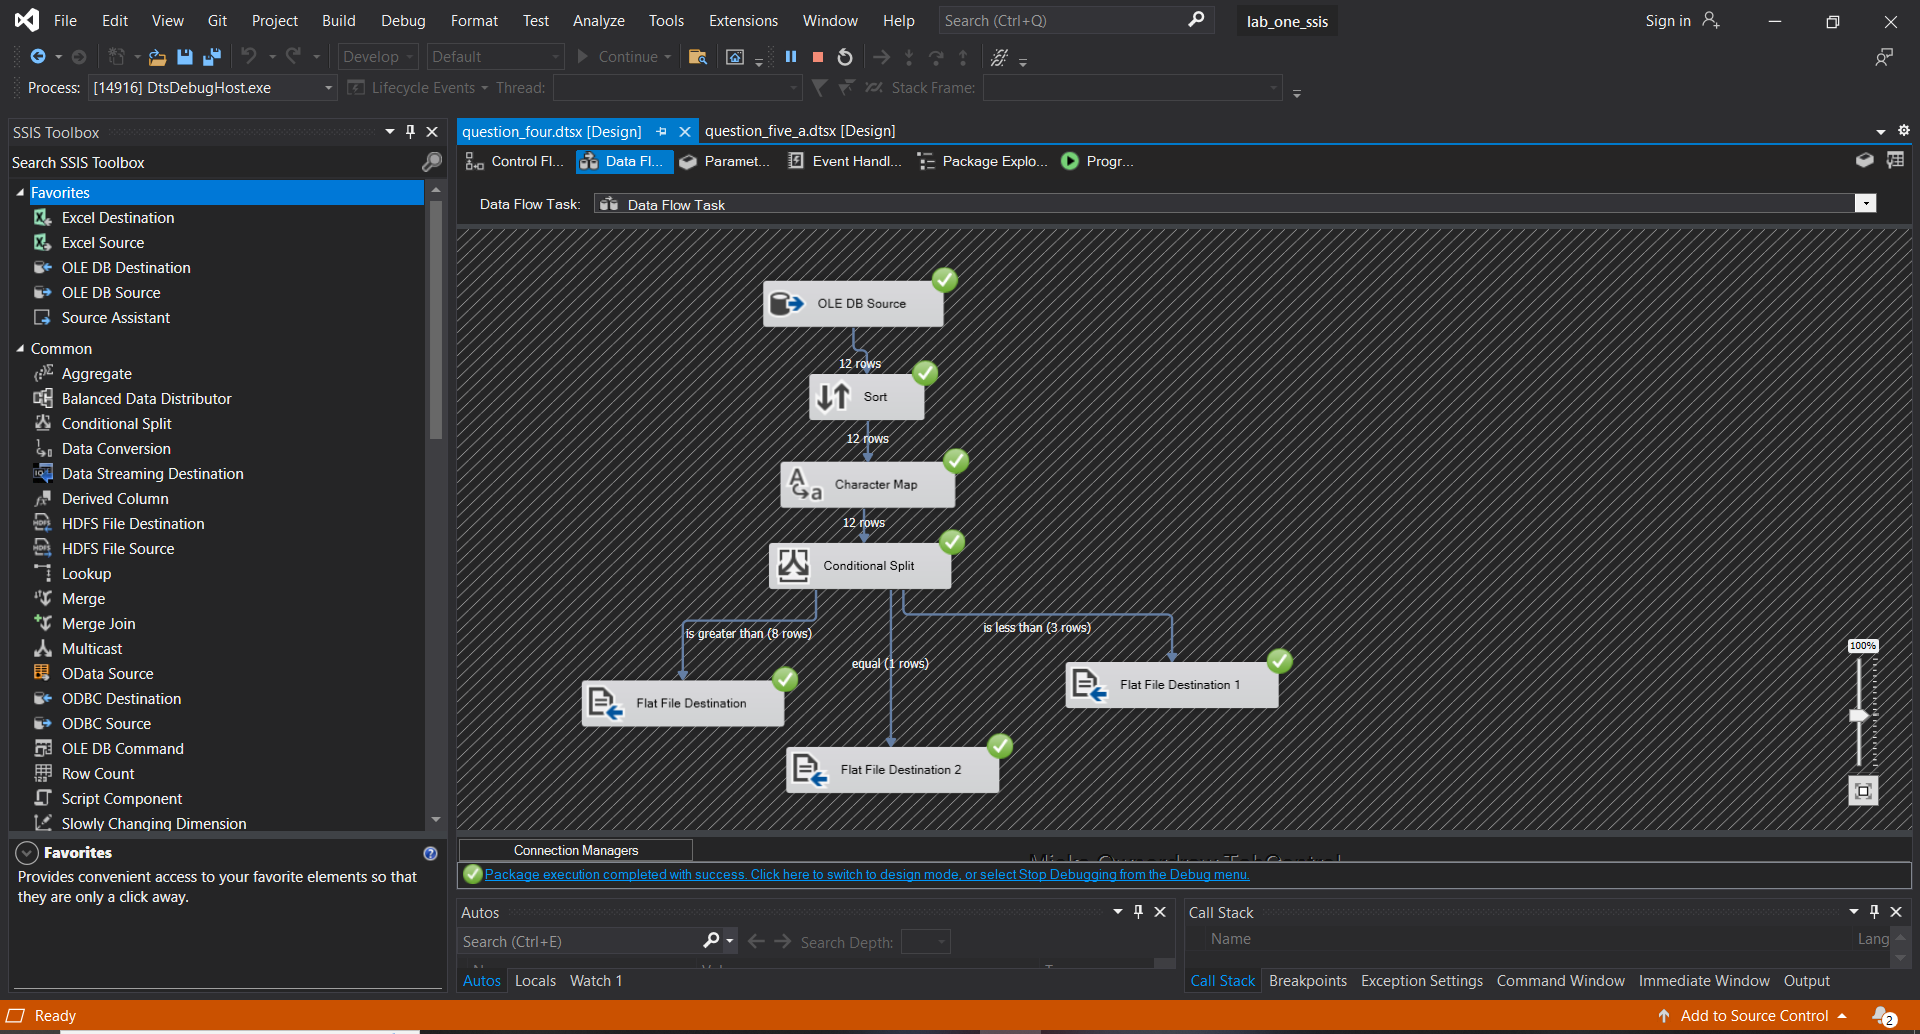 File Edit View Git Project Build Debug Format Test Analyze Tools Extensions Window Help Search (Ctrl+Q) lab_one_ssis Sign in
Develop Default Continue
Process: [14916] DtsDebugHost.exe Lifecycle Events Thread: Stack Frame:
SSIS Toolbox
Search SSIS Toolbox
Favorites
Excel Destination
Excel Source
OLE DB Destination
OLE DB Source
Source Assistant
Common
Aggregate
Balanced Data Distributor
Conditional Split
Data Conversion
Data Streaming Destination
Derived Column
HDFS File Destination
HDFS File Source
Lookup
Merge
Merge Join
Multicast
OData Source
ODBC Destination
ODBC Source
OLE DB Command
Row Count
Script Component
Slowly Changing Dimension
Favorites
Provides convenient access to your favorite elements so that
they are only a click away.
question_four.dtsx [Design] question_five_a.dtsx [Design]
Control Fl... Data Fl... Paramet... Event Handl... Package Explo... Progr...
Data Flow Task: Data Flow Task
OLE DB Source
12 rows
Sort
12 rows
Character Map
12 rows
Conditional Split
is greater than (8 rows)
is less than (3 rows)
equal (1 rows)
Flat File Destination
Flat File Destination 1
Flat File Destination 2
100%
Connection Managers
Package execution completed with success. Click here to switch to design mode, or select Stop Debugging from the Debug menu.
Autos
Search (Ctrl+E) Search Depth:
Autos Locals Watch 1
Call Stack
Name Lang
Call Stack Breakpoints Exception Settings Command Window Immediate Window Output
Ready Add to Source Control 2